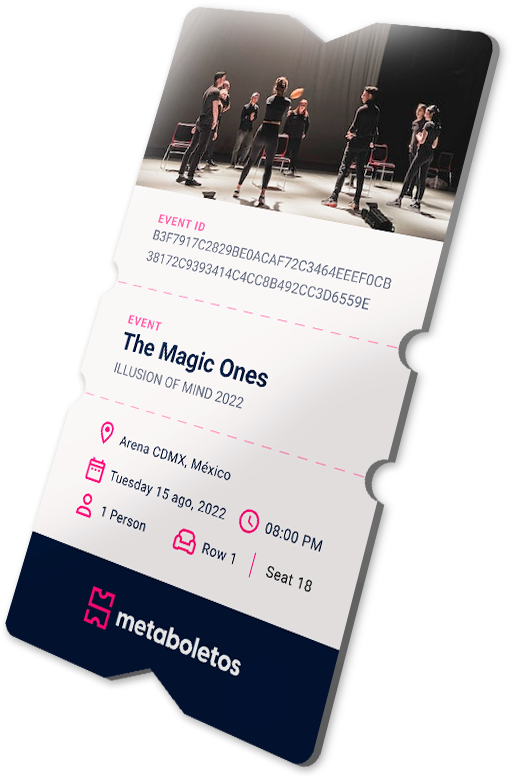 EVENT ID
B3F7917C2829BE0ACAF72C3464EEEF0CB
38172C9393414C4CC8B492CC3D6559E
EVENT
The Magic Ones
ILLUSION OF MIND 2022
Arena CDMX, México
Tuesday 15 ago, 2022 08:00 PM
1 Person Row 1 Seat 18
metaboletos